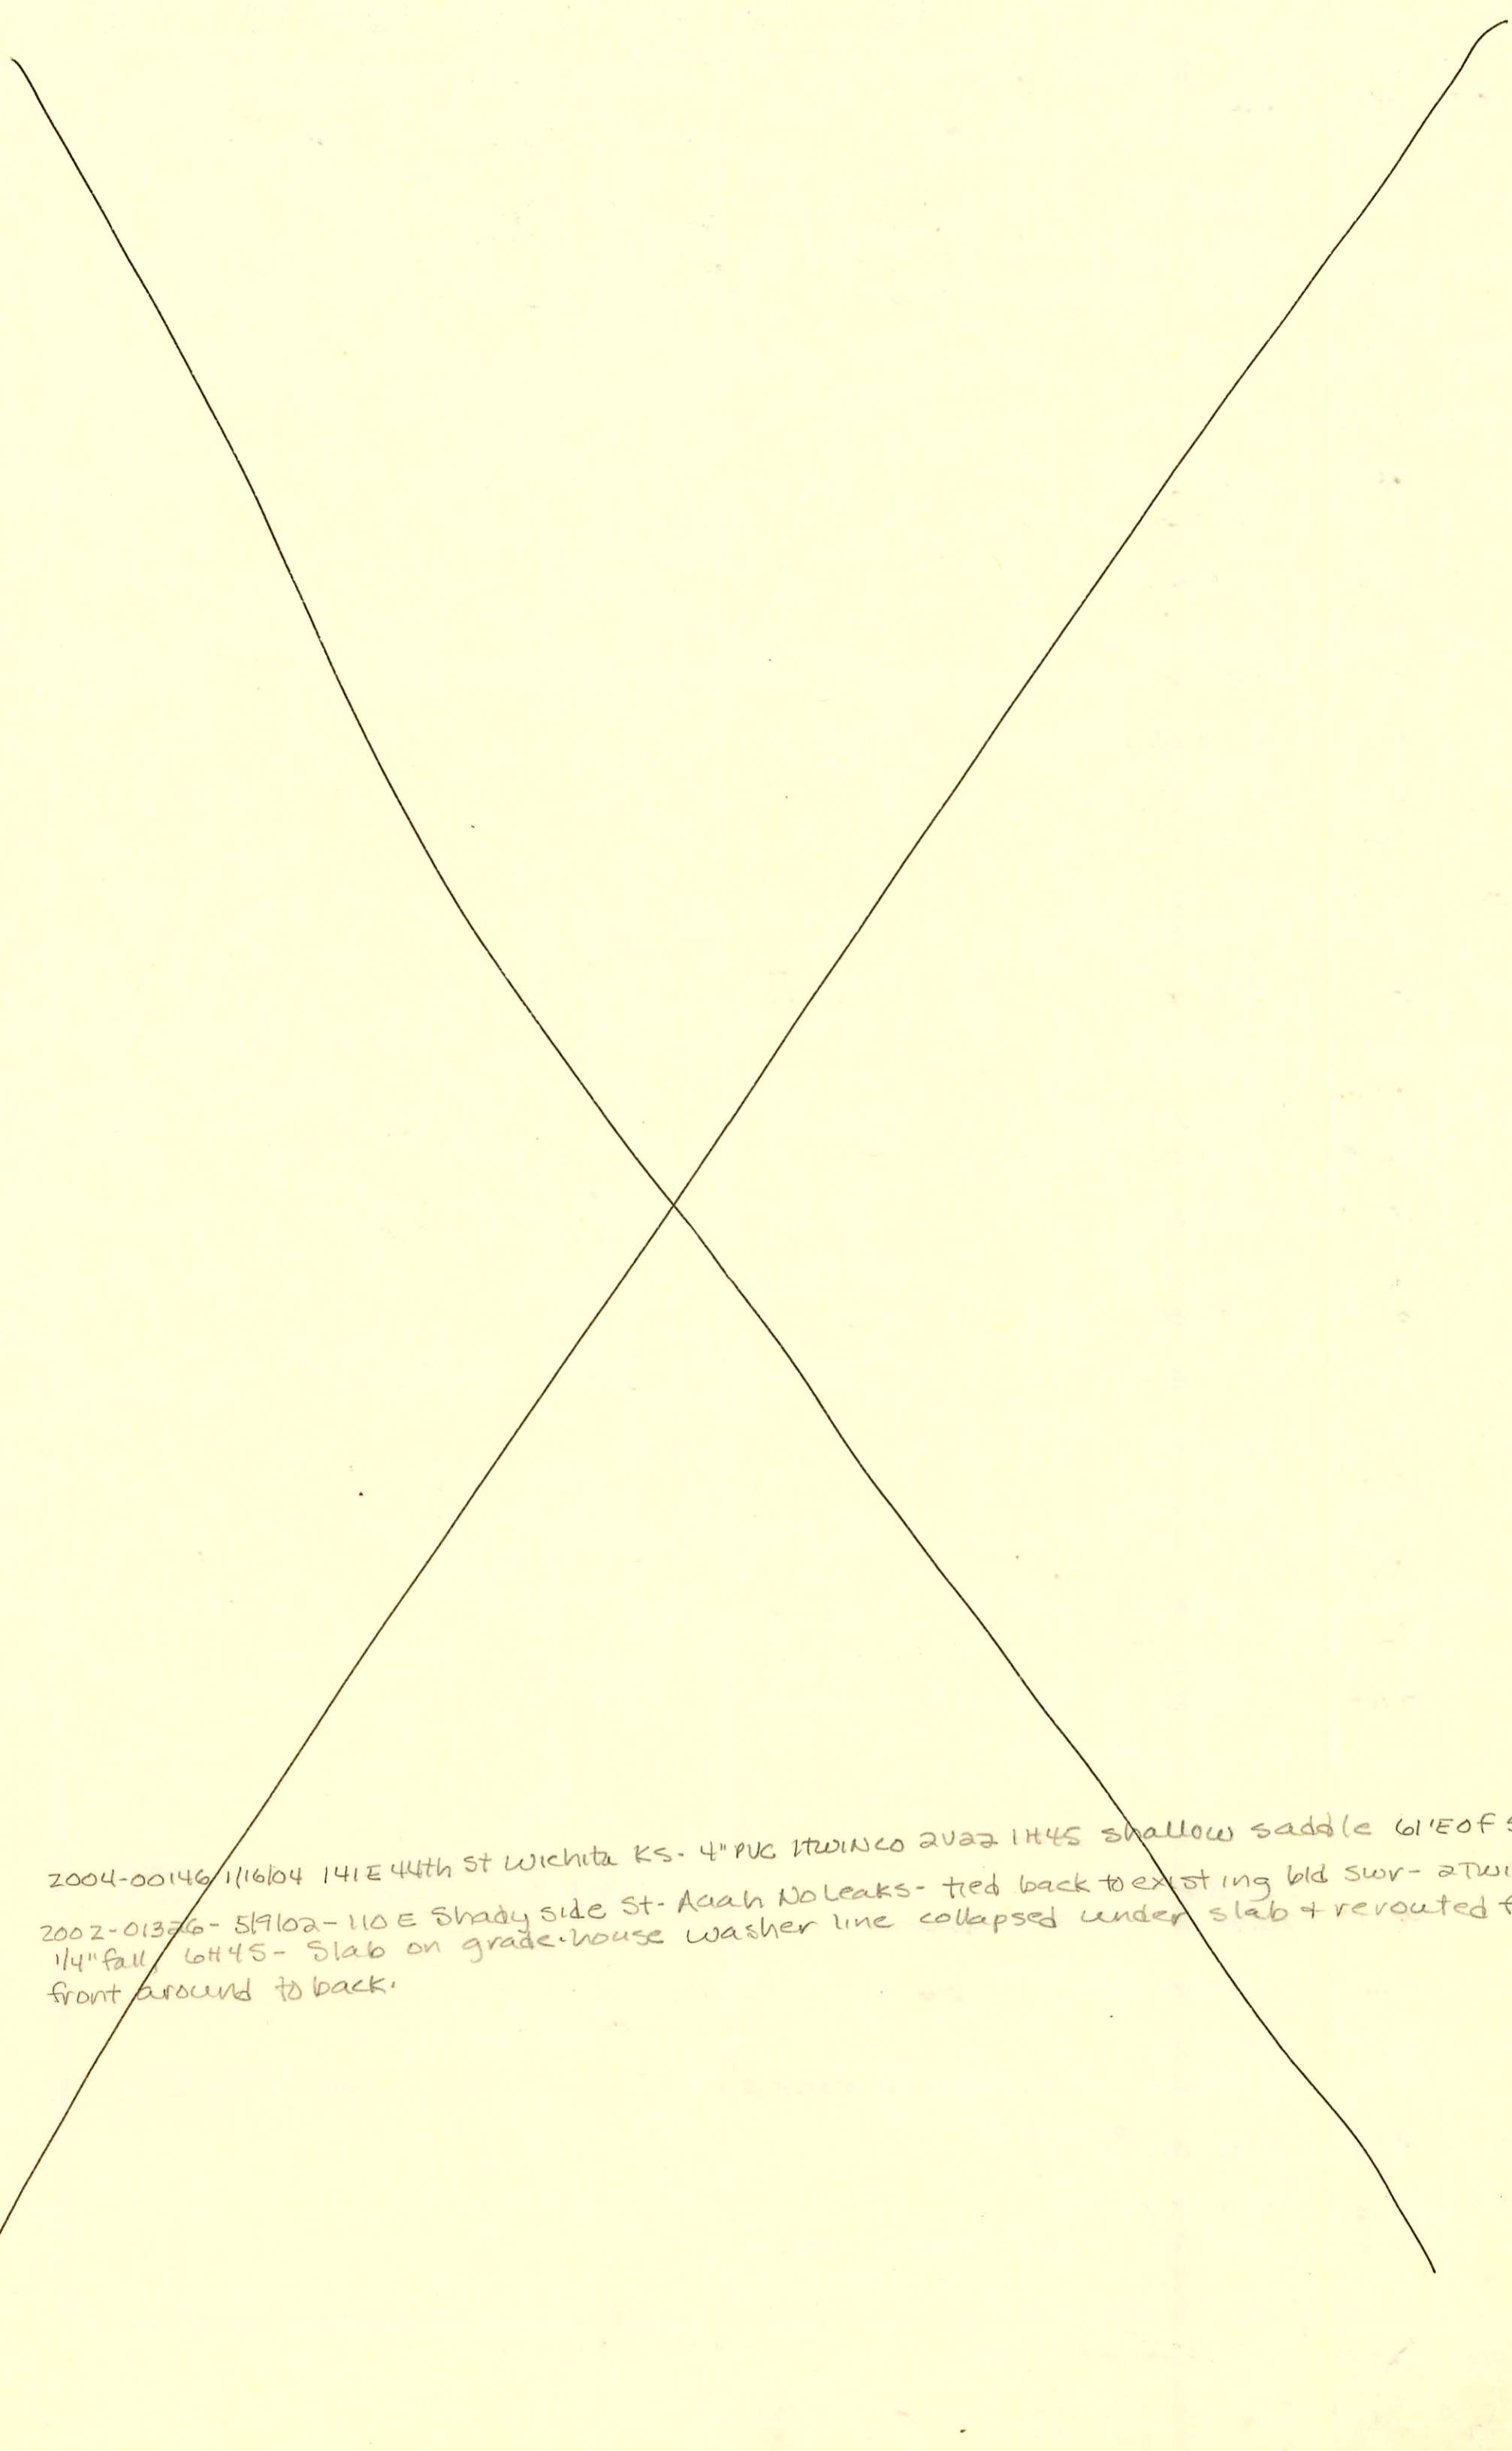 2004-00146 1/16/04 141 E 44th St Wichita KS. 4" PVC 1TWINCO 2V22 1H45 shallow saddle 61' E OF
2002-01326- 5/9/02-110 E Shady side St- Aaah No Leaks- tied back to existing bld swr- 2TWI
1/4" fall, 6H45- Slab on grade. house washer line collapsed under slab + rerouted
front around to back.